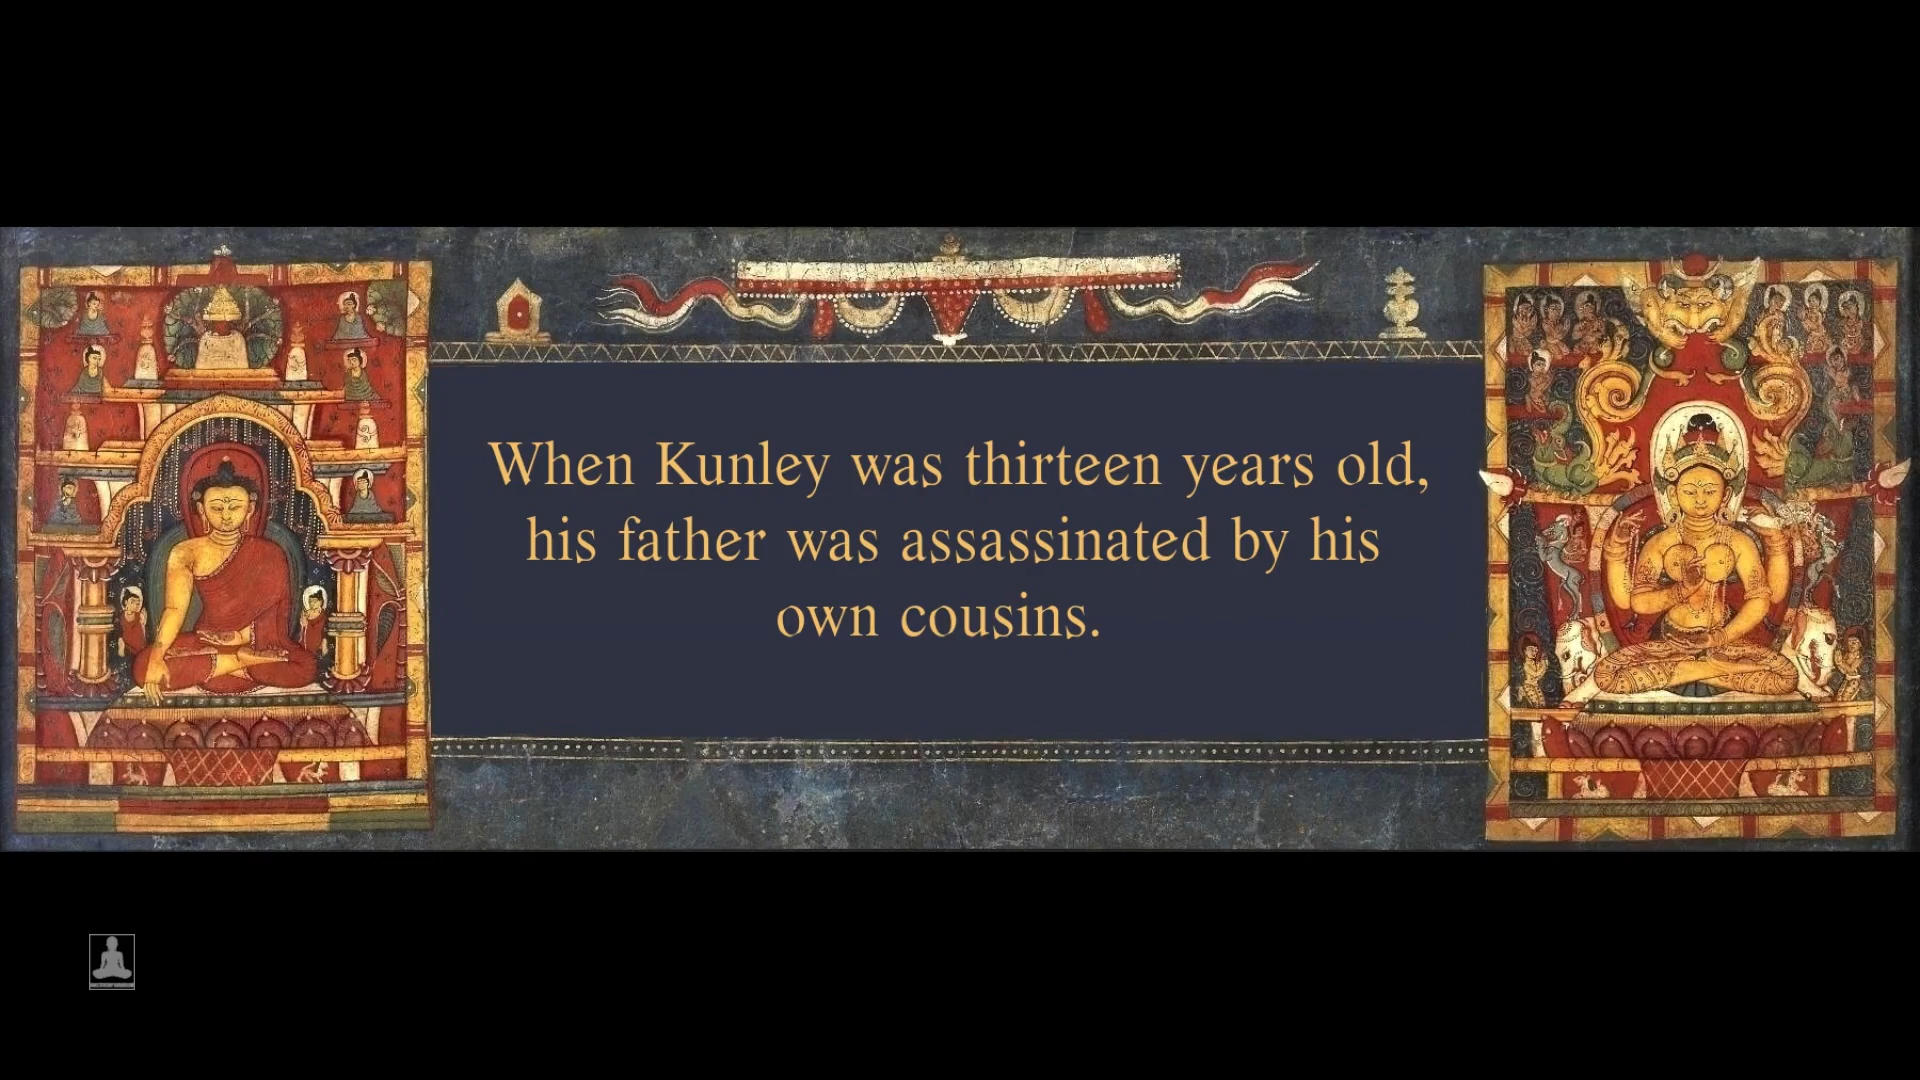 When Kunley was thirteen years old,
his father was assassinated by his
own cousins.